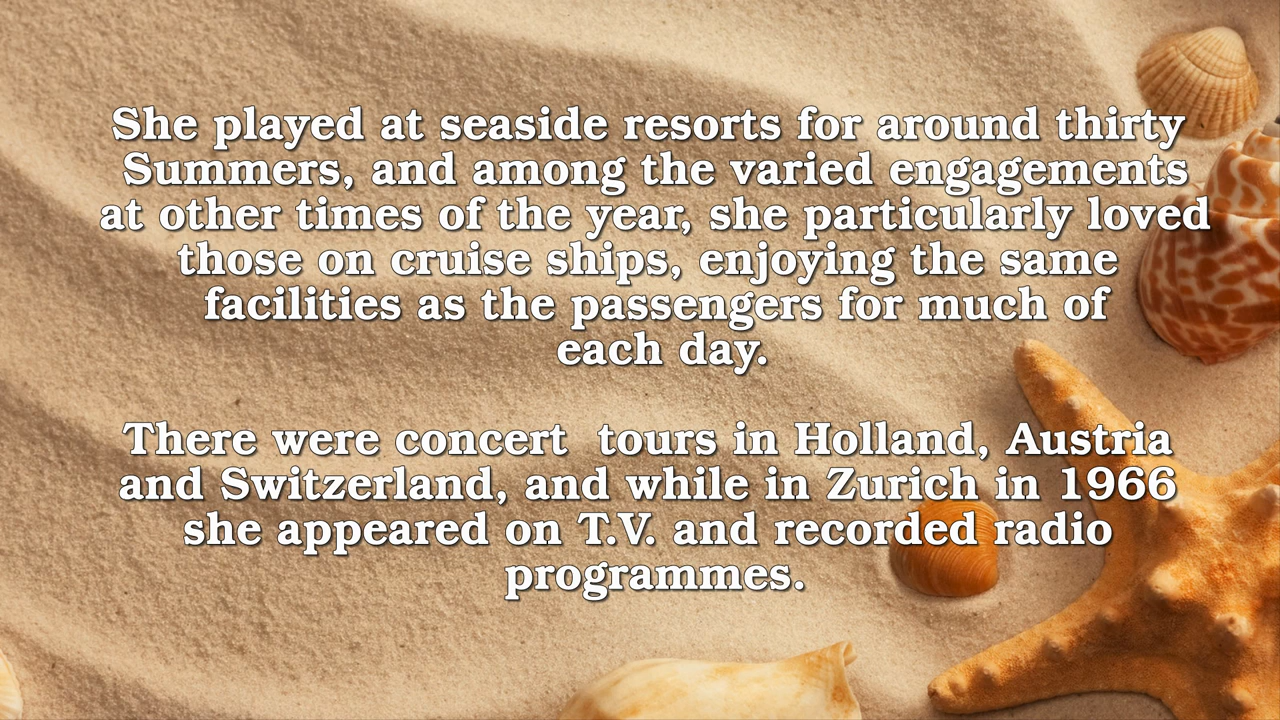 She played at seaside resorts for around thirty
Summers, and among the varied engagements
at other times of the year, she particularly loved
those on cruise ships, enjoying the same
facilities as the passengers for much of
each day.
There were concert  tours in Holland, Austria
and Switzerland, and while in Zurich in 1966
she appeared on T.V. and recorded radio
programmes.